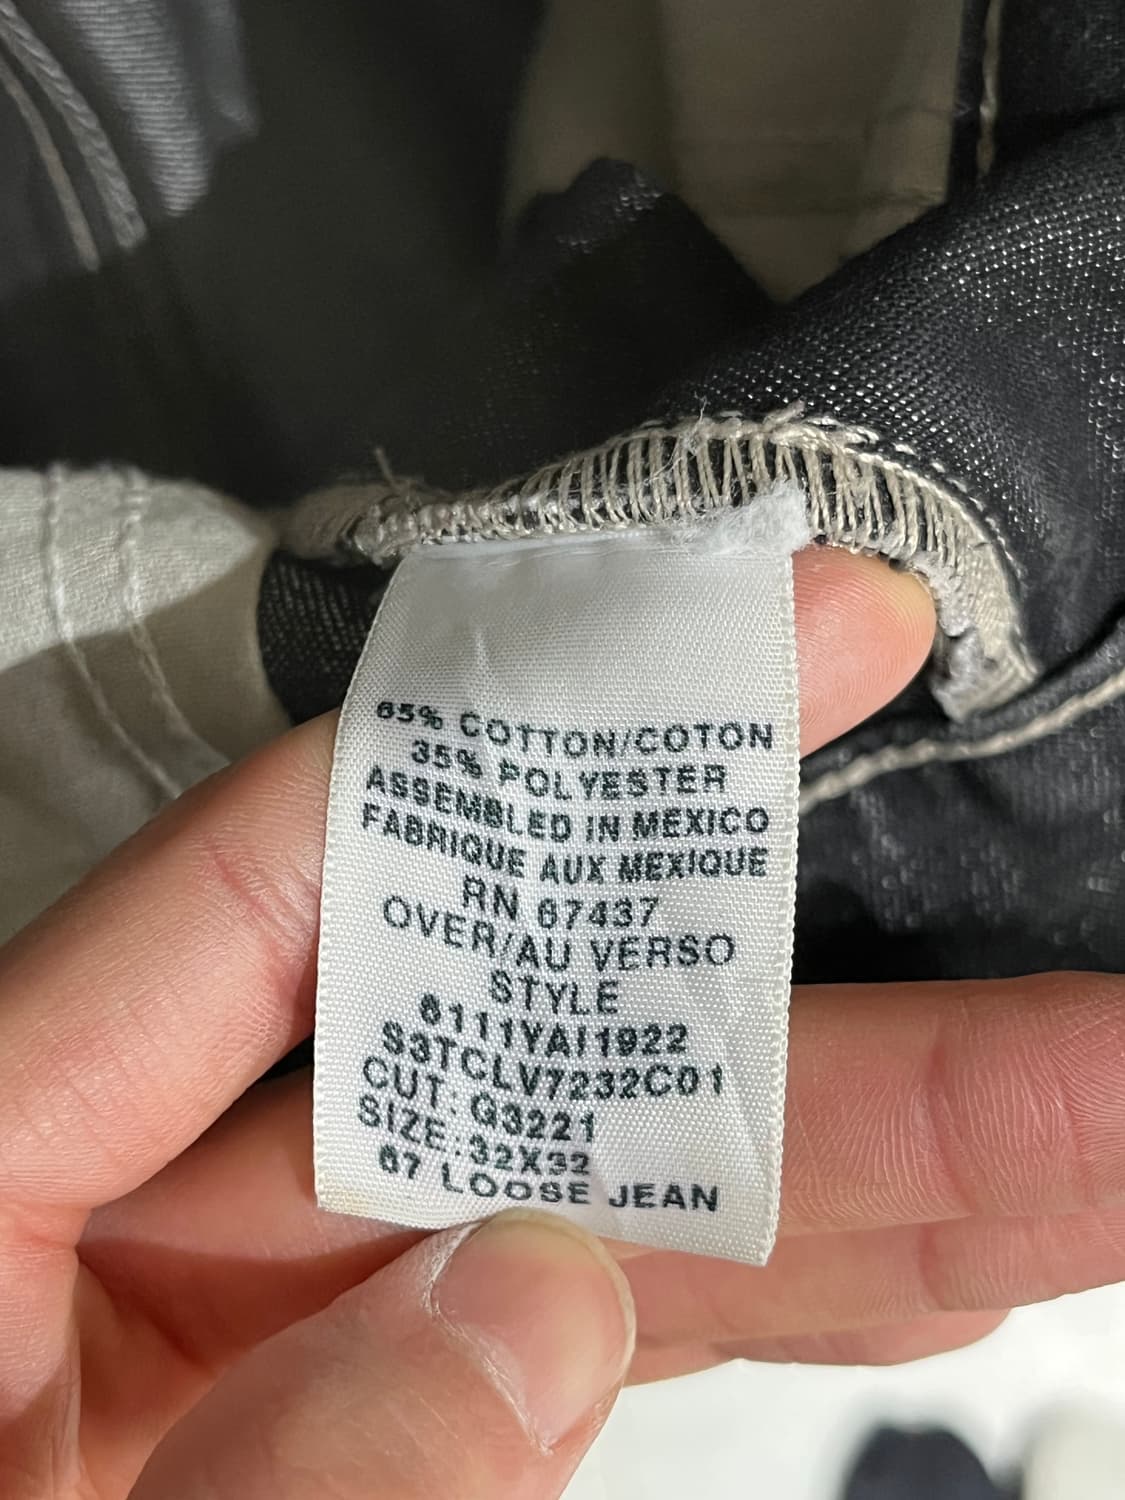 65% COTTON/COTON
35% POLYESTER
ASSEMBLED IN MEXICO
FABRIQUE AUX MEXIQUE
RN 67437
OVER/AU VERSO
STYLE
6111YAI1922
S3TCLV7232C01
CUT: G3221
SIZE:32X32
67 LOOSE JEAN